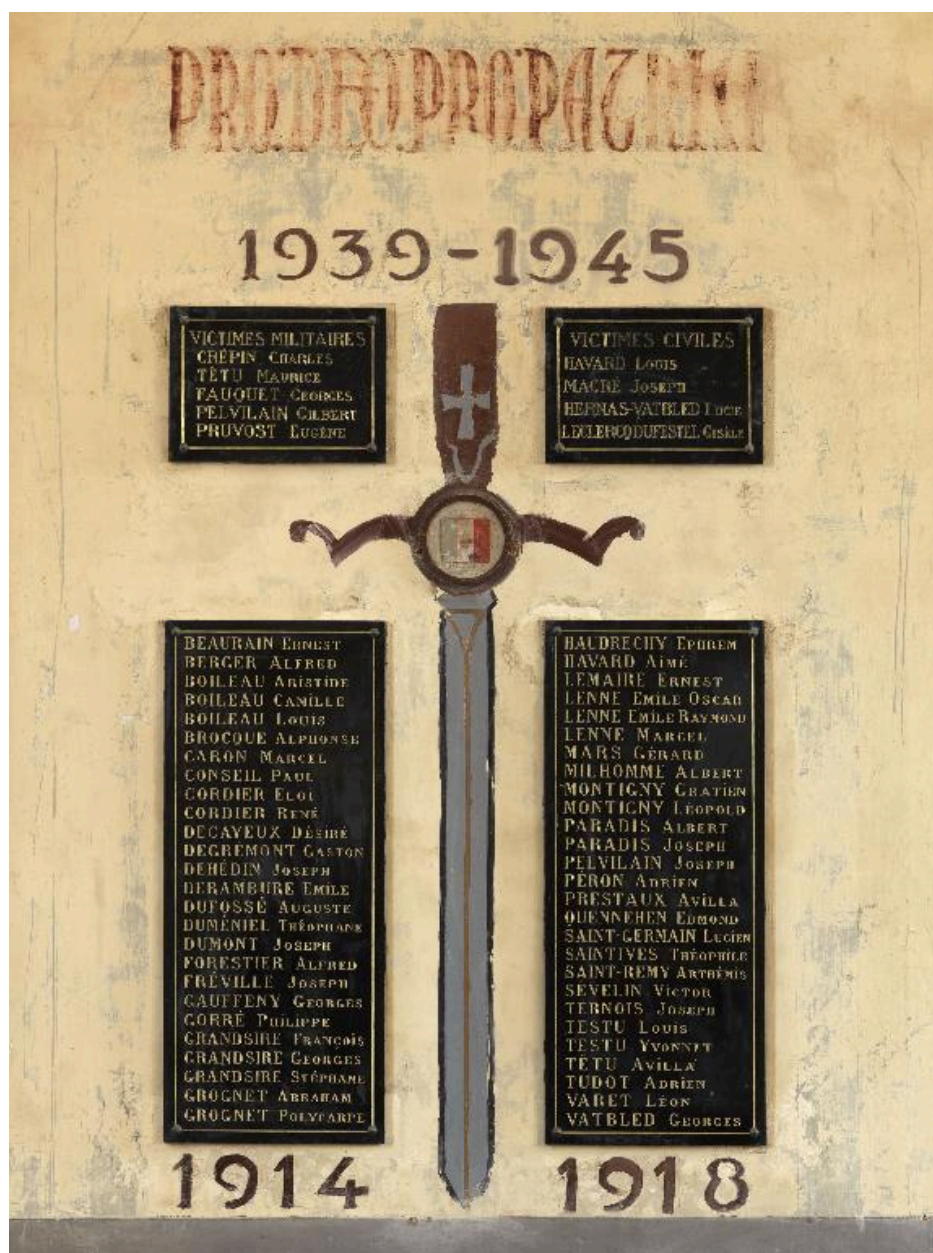 PRO DEO PRO PATRIA
1939-1945
VICTIMES MILITAIRES
CRÉPIN CHARLES
TÊTU MAURICE
FAUQUET GEORGES
PELVILAIN GILBERT
PRUVOST EUGÈNE
VICTIMES CIVILES
HAVARD LOUIS
MACRÉ JOSEPH
HERNAS-VATBLED LUCIE
LECLERCQ DUFESTEL GISÈLE
BEAURAIN ERNEST
BERGER ALFRED
BOILEAU ARISTIDE
BOILEAU CAMILLE
BOILEAU LOUIS
BROCQUE ALPHONSE
CARON MARCEL
CONSEIL PAUL
CORDIER ELOI
CORDIER RENÉ
DECAYEUX DÉSIRÉ
DEGREMONT GASTON
DEHÉDIN JOSEPH
DERAMBURE EMILE
DUFOSSÉ AUGUSTE
DUMÉNIEL THÉOPHANE
DUMONT JOSEPH
FORESTIER ALFRED
FRÉVILLE JOSEPH
GAUFFENY GEORGES
GORRÉ PHILIPPE
GRANDSIRE FRANÇOIS
GRANDSIRE GEORGES
GRANDSIRE STÉPHANE
GROGNET ABRAHAM
GROGNET POLYCARPE
HAUDRECHY EPHREM
HAVARD AIMÉ
LEMAIRE ERNEST
LENNE EMILE OSCAR
LENNE EMILE RAYMOND
LENNE MARCEL
MARS GÉRARD
MILHOMME ALBERT
MONTIGNY GRATIEN
MONTIGNY LÉOPOLD
PARADIS ALBERT
PARADIS JOSEPH
PELVILAIN JOSEPH
PÉRON ADRIEN
PRESTAUX AVILLA
QUENNEHEN EDMOND
SAINT-GERMAIN LUCIEN
SAINTIVES THÉOPHILE
SAINT-REMY ARTHÉMIS
SEVELIN VICTOR
TERNOIS JOSEPH
TESTU LOUIS
TESTU YVONNET
TÊTU AVILLA
TUDOT ADRIEN
VARET LÉON
VATBLED GEORGES
1914
1918